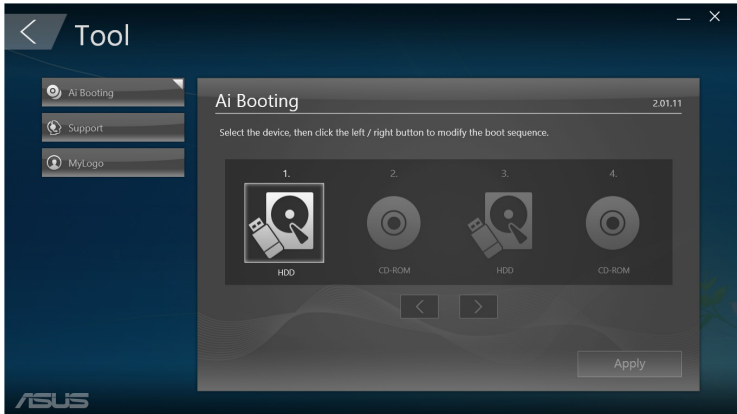 Tool
Ai Booting
Support
MyLogo
Ai Booting
2.01.11
Select the device, then click the left / right button to modify the boot sequence.
1. 2. 3. 4.
HDD CD-ROM HDD CD-ROM
Apply
ASUS